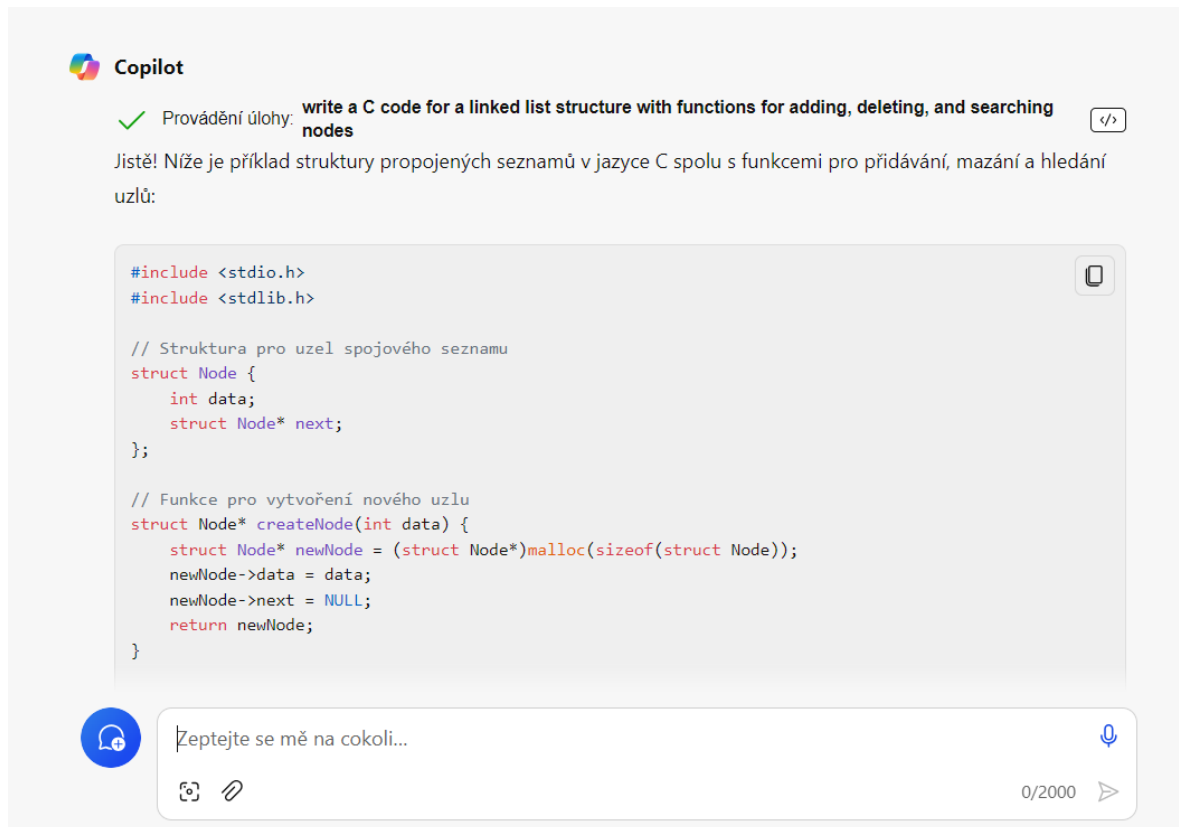 Copilot
Provádění úlohy: write a C code for a linked list structure with functions for adding, deleting, and searching
nodes
</>
Jistě! Níže je příklad struktury propojených seznamů v jazyce C spolu s funkcemi pro přidávání, mazání a hledání
uzlů:
#include <stdio.h>
#include <stdlib.h>
// Struktura pro uzel spojového seznamu
struct Node {
    int data;
    struct Node* next;
};
// Funkce pro vytvoření nového uzlu
struct Node* createNode(int data) {
    struct Node* newNode = (struct Node*)malloc(sizeof(struct Node));
    newNode->data = data;
    newNode->next = NULL;
    return newNode;
}
Zeptejte se mě na cokoli...
0/2000